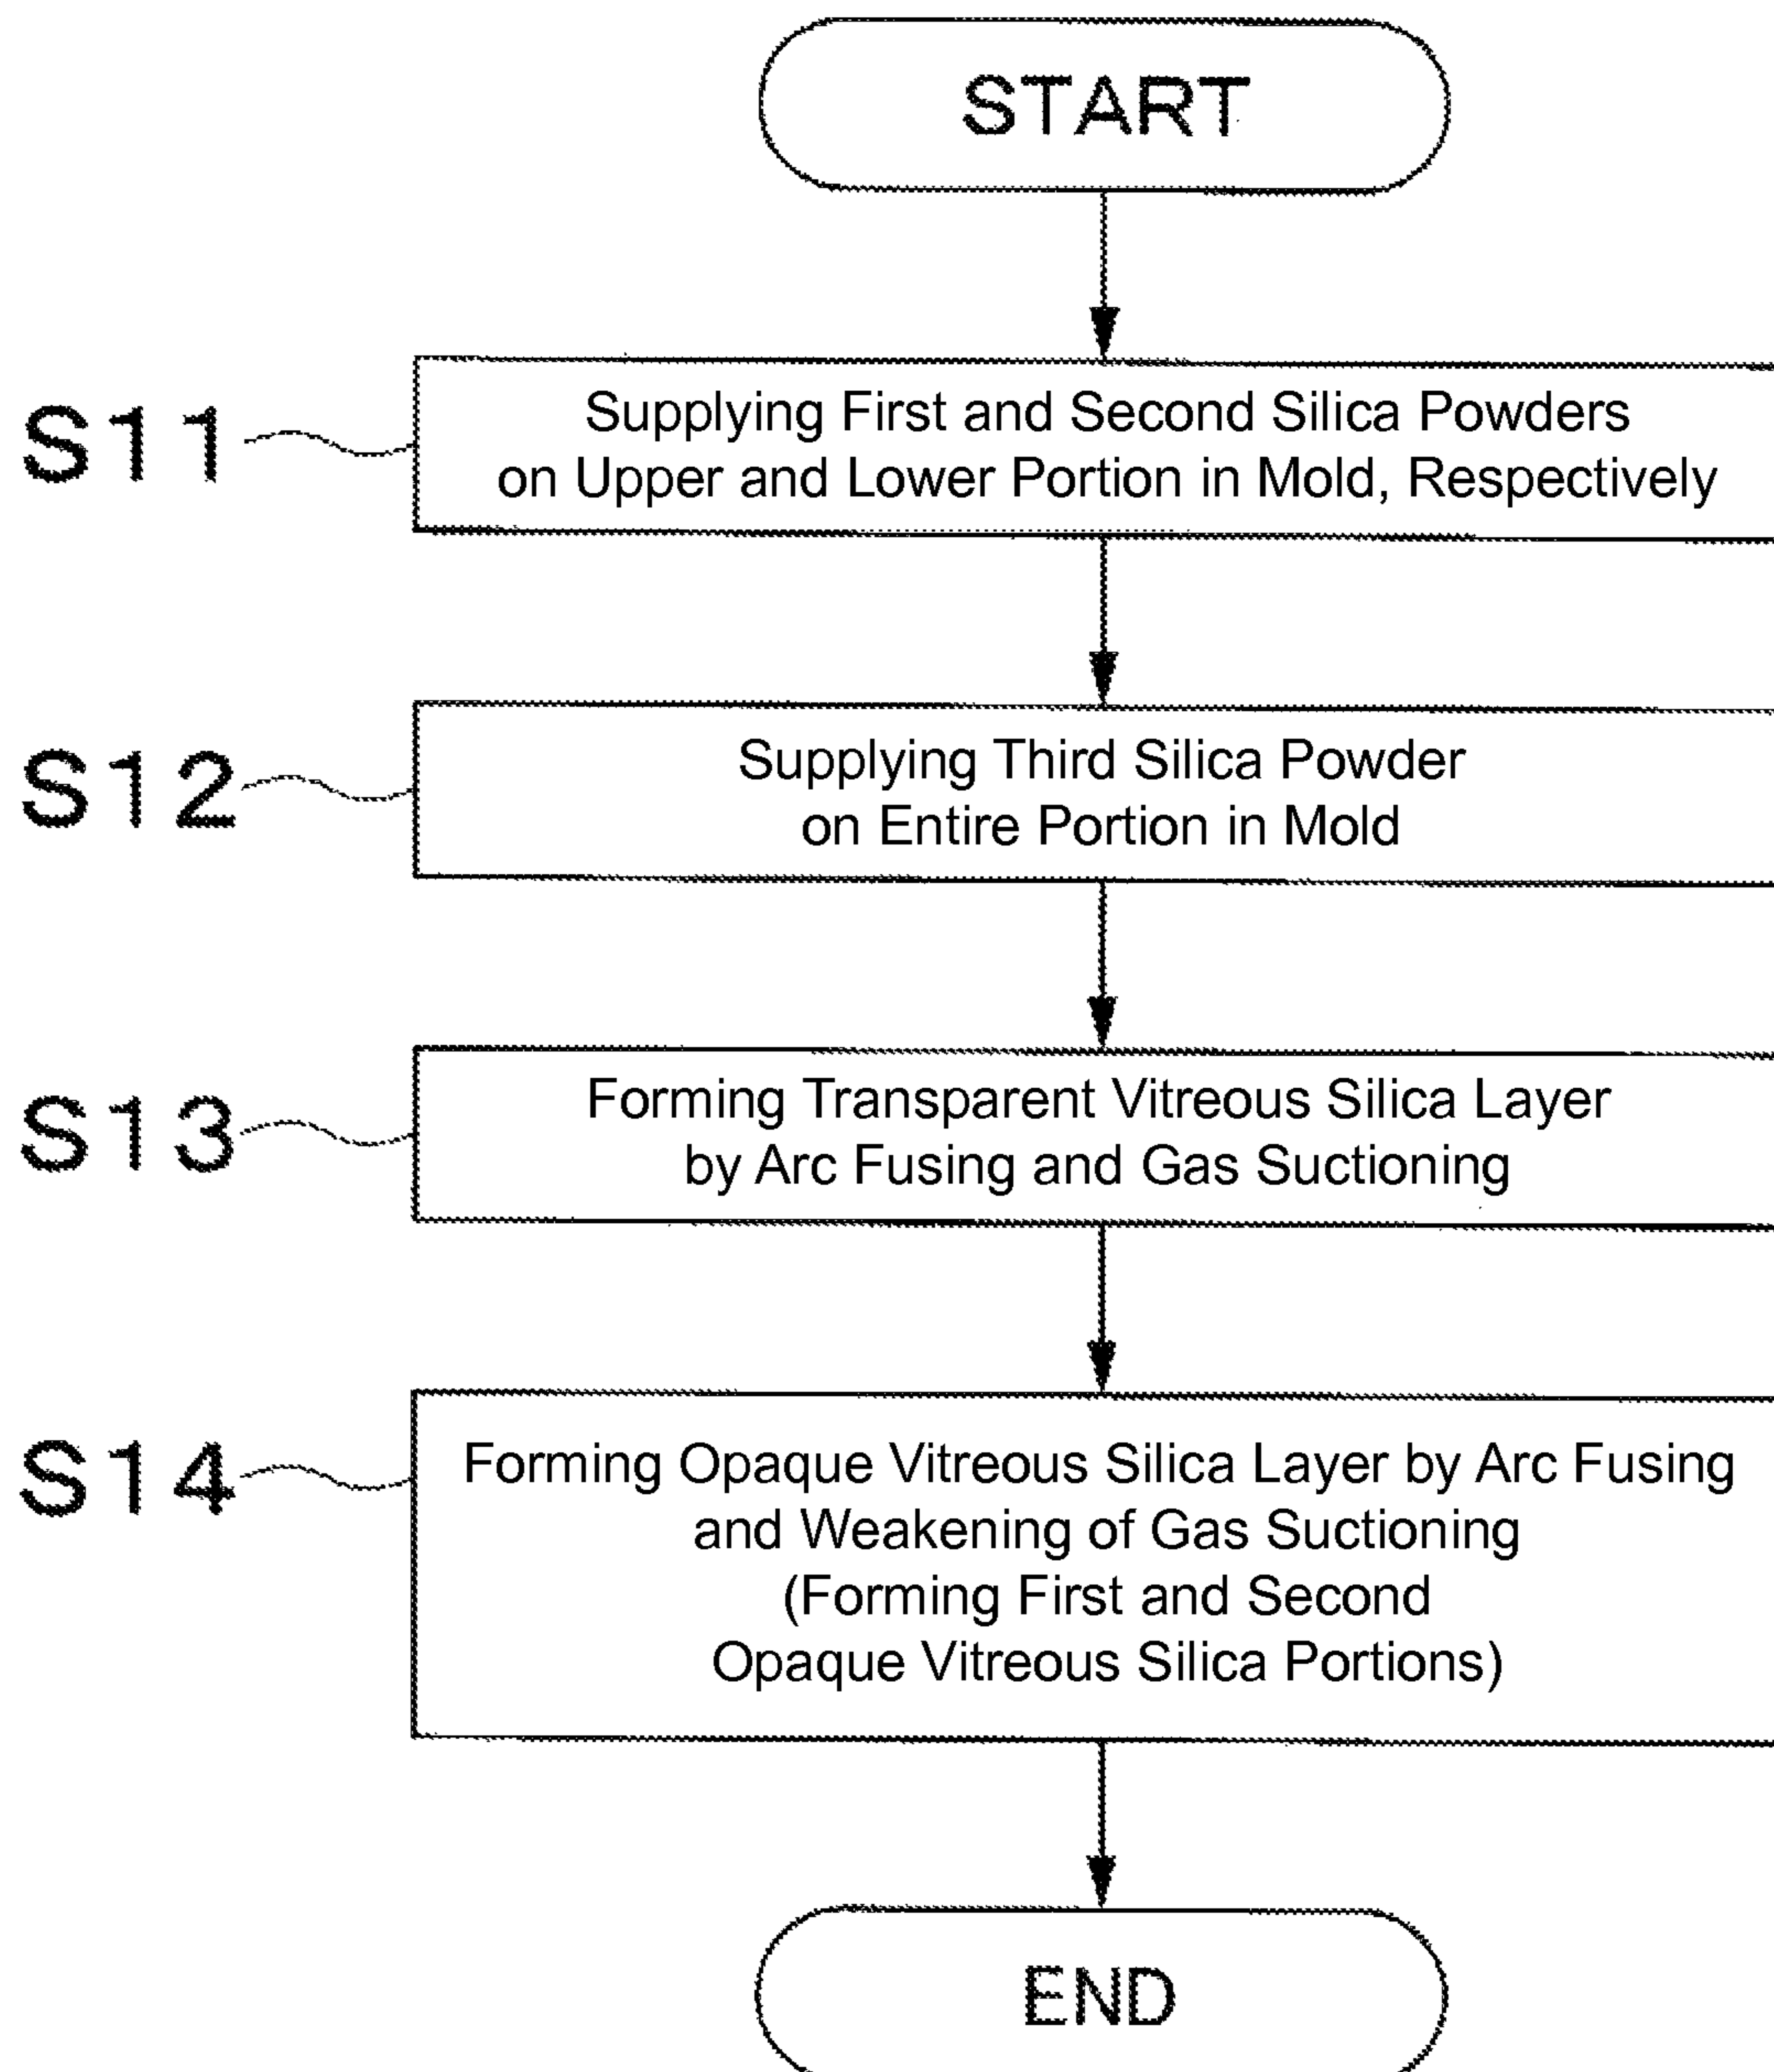 START
S11
Supplying First and Second Silica Powders
on Upper and Lower Portion in Mold, Respectively
S12
Supplying Third Silica Powder
on Entire Portion in Mold
S13
Forming Transparent Vitreous Silica Layer
by Arc Fusing and Gas Suctioning
S14
Forming Opaque Vitreous Silica Layer by Arc Fusing
and Weakening of Gas Suctioning
(Forming First and Second
Opaque Vitreous Silica Portions)
END